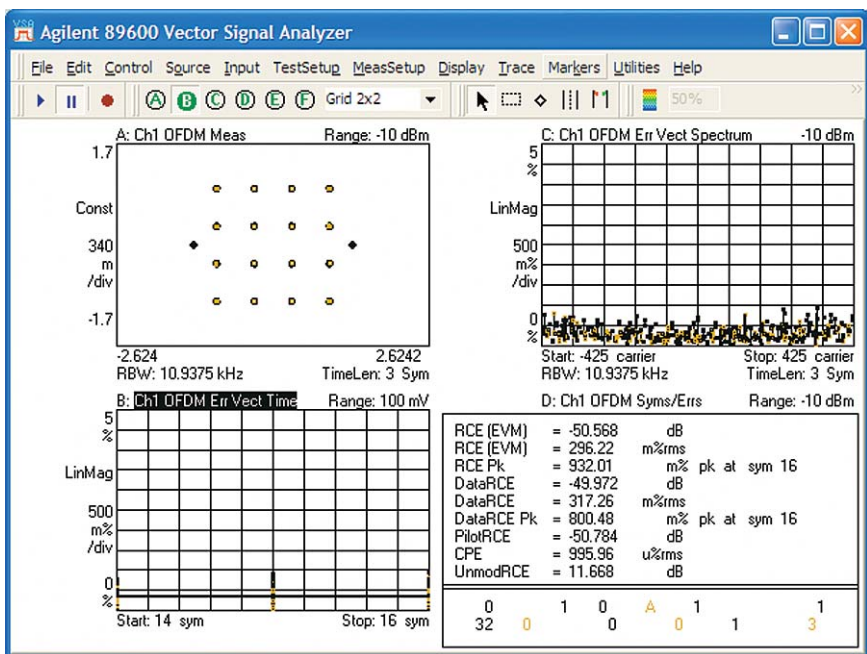 VSA
Agilent 89600 Vector Signal Analyzer
File Edit Control Source Input TestSetup MeasSetup Display Trace Markers Utilities Help
A B C D E F Grid 2x2 50%
A: Ch1 OFDM Meas Range: -10 dBm
1.7
Const
340
m
/div
-1.7
-2.624 2.6242
RBW: 10.9375 kHz TimeLen: 3 Sym
C: Ch1 OFDM Err Vect Spectrum -10 dBm
5
%
LinMag
500
m%
/div
0
%
Start: -425 carrier Stop: 425 carrier
RBW: 10.9375 kHz TimeLen: 3 Sym
B: Ch1 OFDM Err Vect Time Range: 100 mV
5
%
LinMag
500
m%
/div
0
%
Start: 14 sym Stop: 16 sym
D: Ch1 OFDM Syms/Errs Range: -10 dBm
RCE (EVM) = -50.568 dB
RCE (EVM) = 296.22 m%rms
RCE Pk = 932.01 m% pk at sym 16
DataRCE = -49.972 dB
DataRCE = 317.26 m%rms
DataRCE Pk = 800.48 m% pk at sym 16
PilotRCE = -50.784 dB
CPE = 995.96 u%rms
UnmodRCE = 11.668 dB
0 1 0 A 1 1
32 0 0 0 1 3